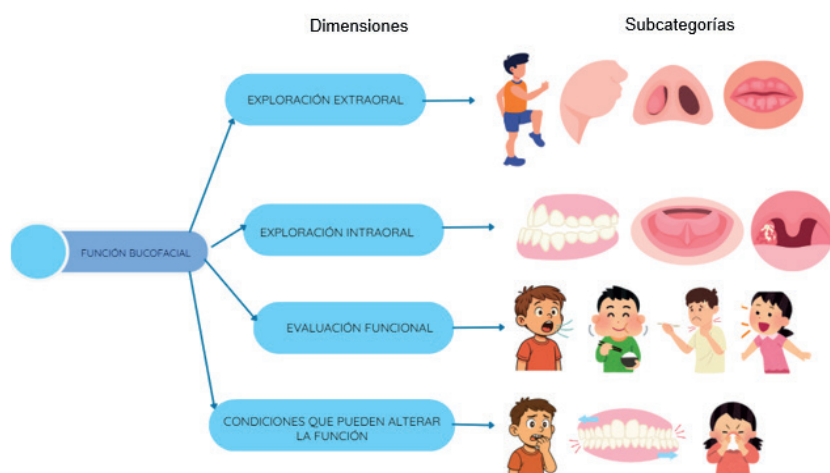 Dimensiones
Subcategorías
EXPLORACIÓN EXTRAORAL
EXPLORACIÓN INTRAORAL
FUNCIÓN BUCOFACIAL
EVALUACIÓN FUNCIONAL
CONDICIONES QUE PUEDEN ALTERAR
LA FUNCIÓN